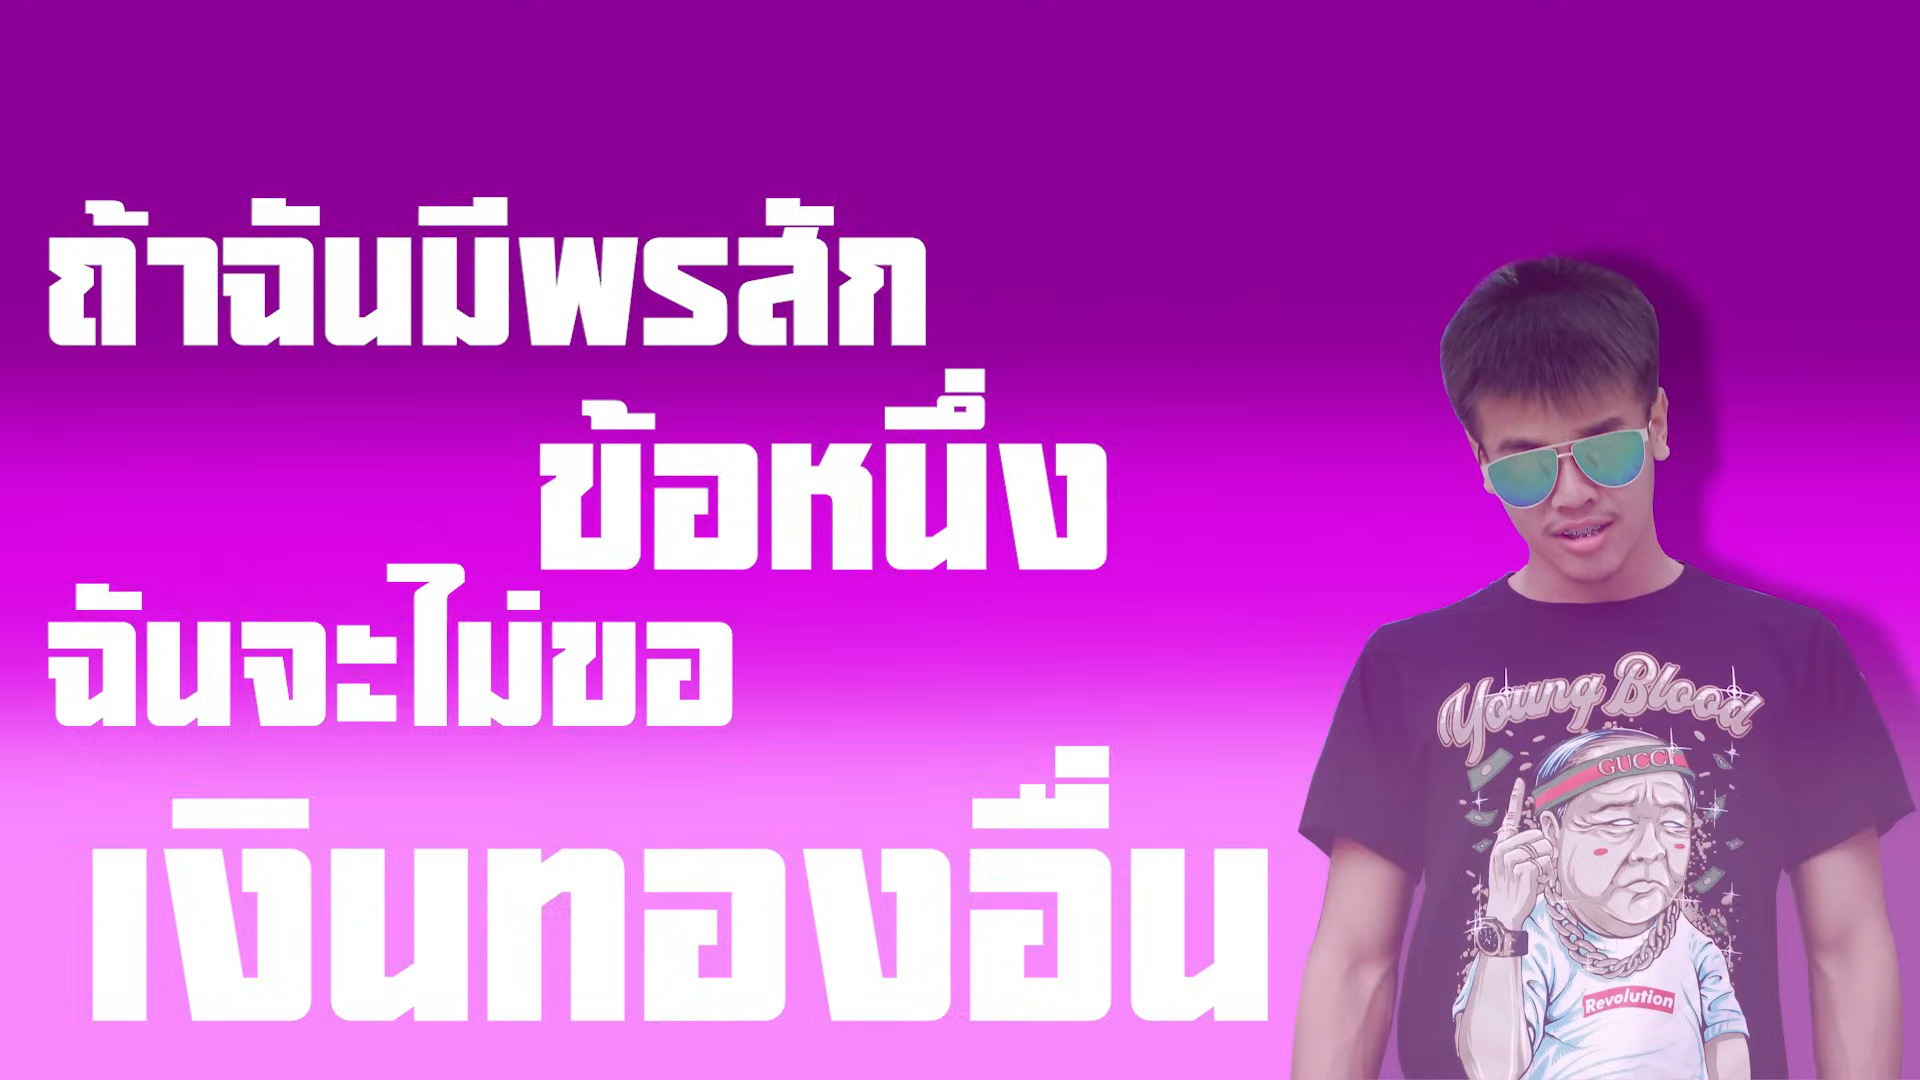 ถ้าฉันมีพรสัก
ข้อหนึ่ง
ฉันจะไม่ขอ
เงินทองอื่น
Young Blood
GUCCI
Revolution